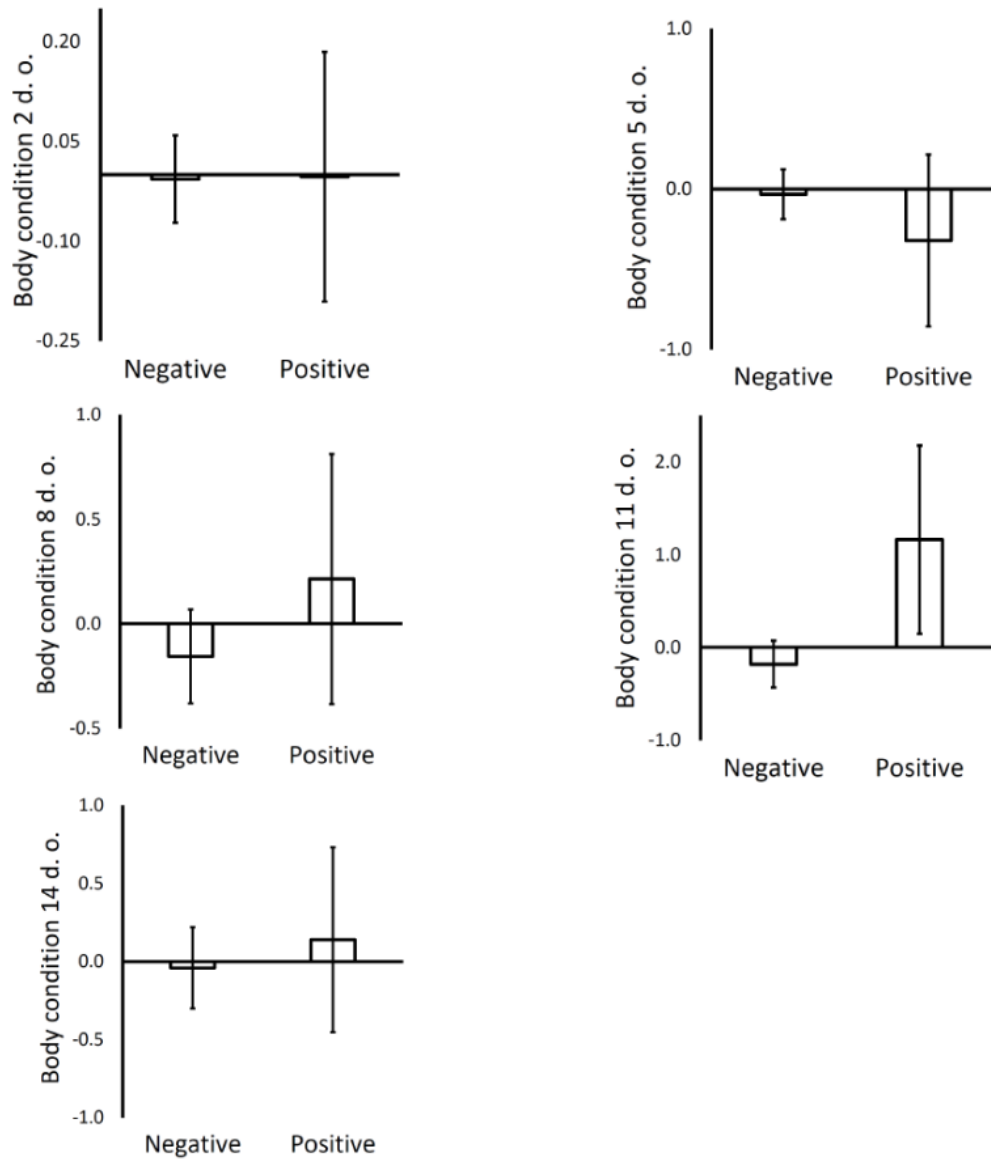 Body condition 2 d. o.
0.20
0.05
-0.10
-0.25
Negative Positive
Body condition 5 d. o.
1.0
0.0
-1.0
Negative Positive
Body condition 8 d. o.
1.0
0.5
0.0
-0.5
Negative Positive
Body condition 11 d. o.
2.0
1.0
0.0
-1.0
Negative Positive
Body condition 14 d. o.
1.0
0.5
0.0
-0.5
-1.0
Negative Positive